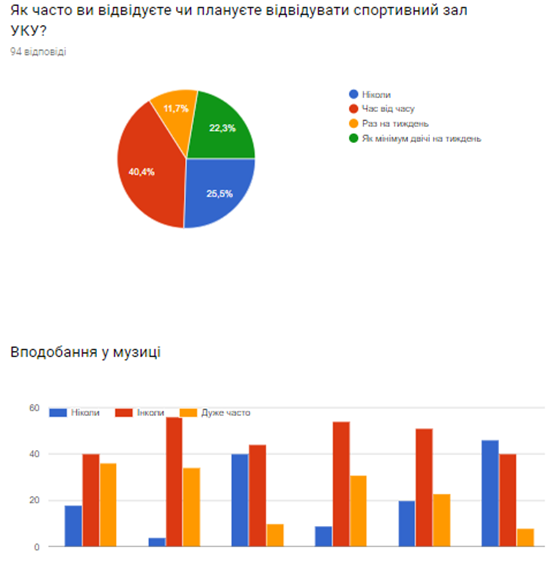 Як часто ви відвідуєте чи плануєте відвідувати спортивний зал
УКУ?
94 відповіді
Ніколи
Час від часу
Раз на тиждень
Як мінімум двічі на тиждень
11,7%
22,3%
40,4%
25,5%
Вподобання у музиці
60
Ніколи
Інколи
Дуже часто
40
20
0